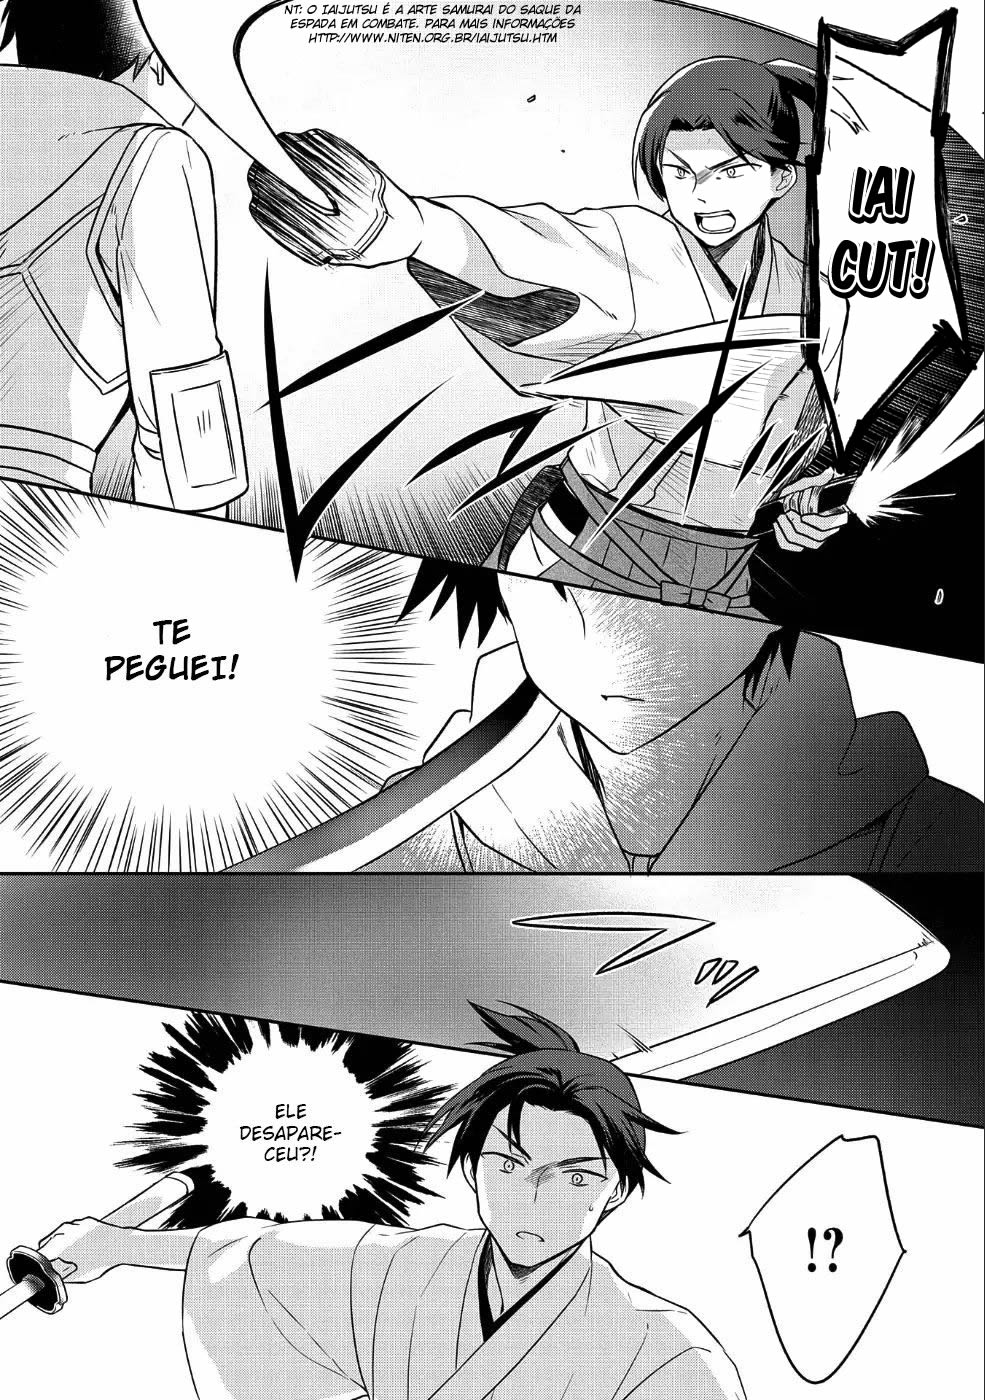 NT: O IAIJUTSU É A ARTE SAMURAI DO SAQUE DA
ESPADA EM COMBATE. PARA MAIS INFORMAÇÕES
HTTP://WWW.NITEN.ORG.BR/IAIJUTSU.HTM
IAI
CUT!
TE
PEGUEI!
ELE
DESAPARE-
CEU?!
!?